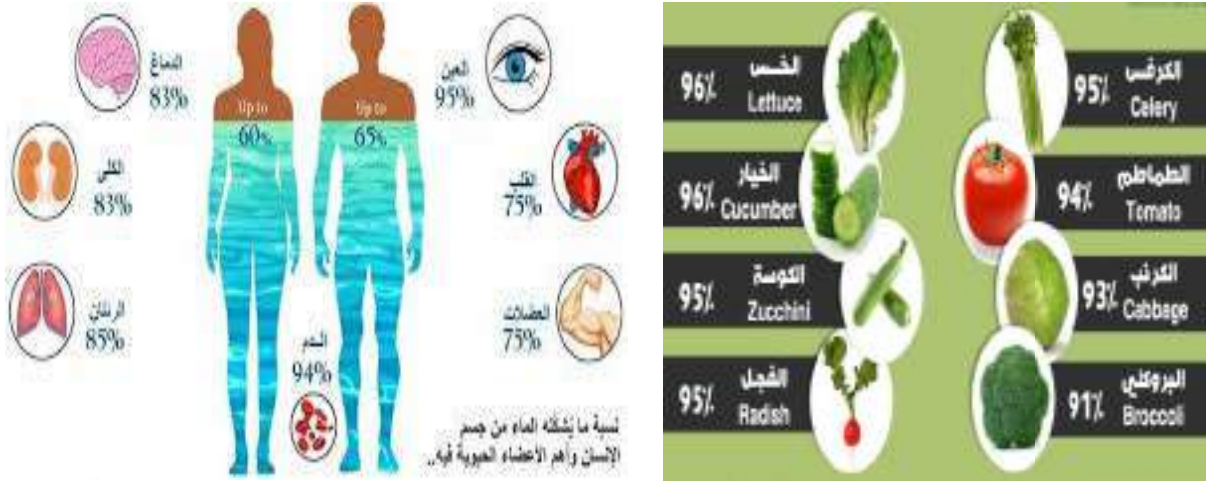 الدماغ
83%
العين
95%
Up to
60%
Up to
65%
الكلى
83%
القلب
75%
الرئتان
85%
العضلات
75%
الدم
94%
نسبة ما يُشكله الماء من جسم
الإنسان وأهم الأعضاء الحيوية فيه..
الخس
96%
Lettuce
الكرفس
95%
Celery
الخيار
96%
Cucumber
الطماطم
94%
Tomato
الكوسة
95%
Zucchini
الكرنب
93%
Cabbage
الفجل
95%
Radish
البروكلي
91%
Broccoli